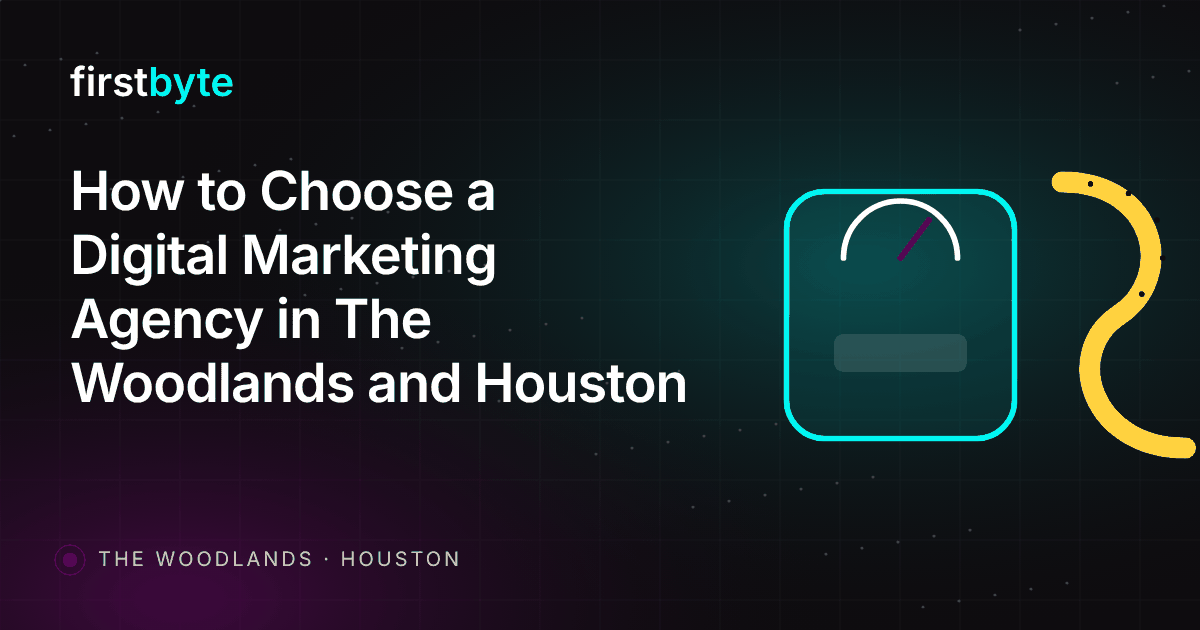 firstbyte
How to Choose a
Digital Marketing
Agency in The
Woodlands and Houston
THE WOODLANDS · HOUSTON